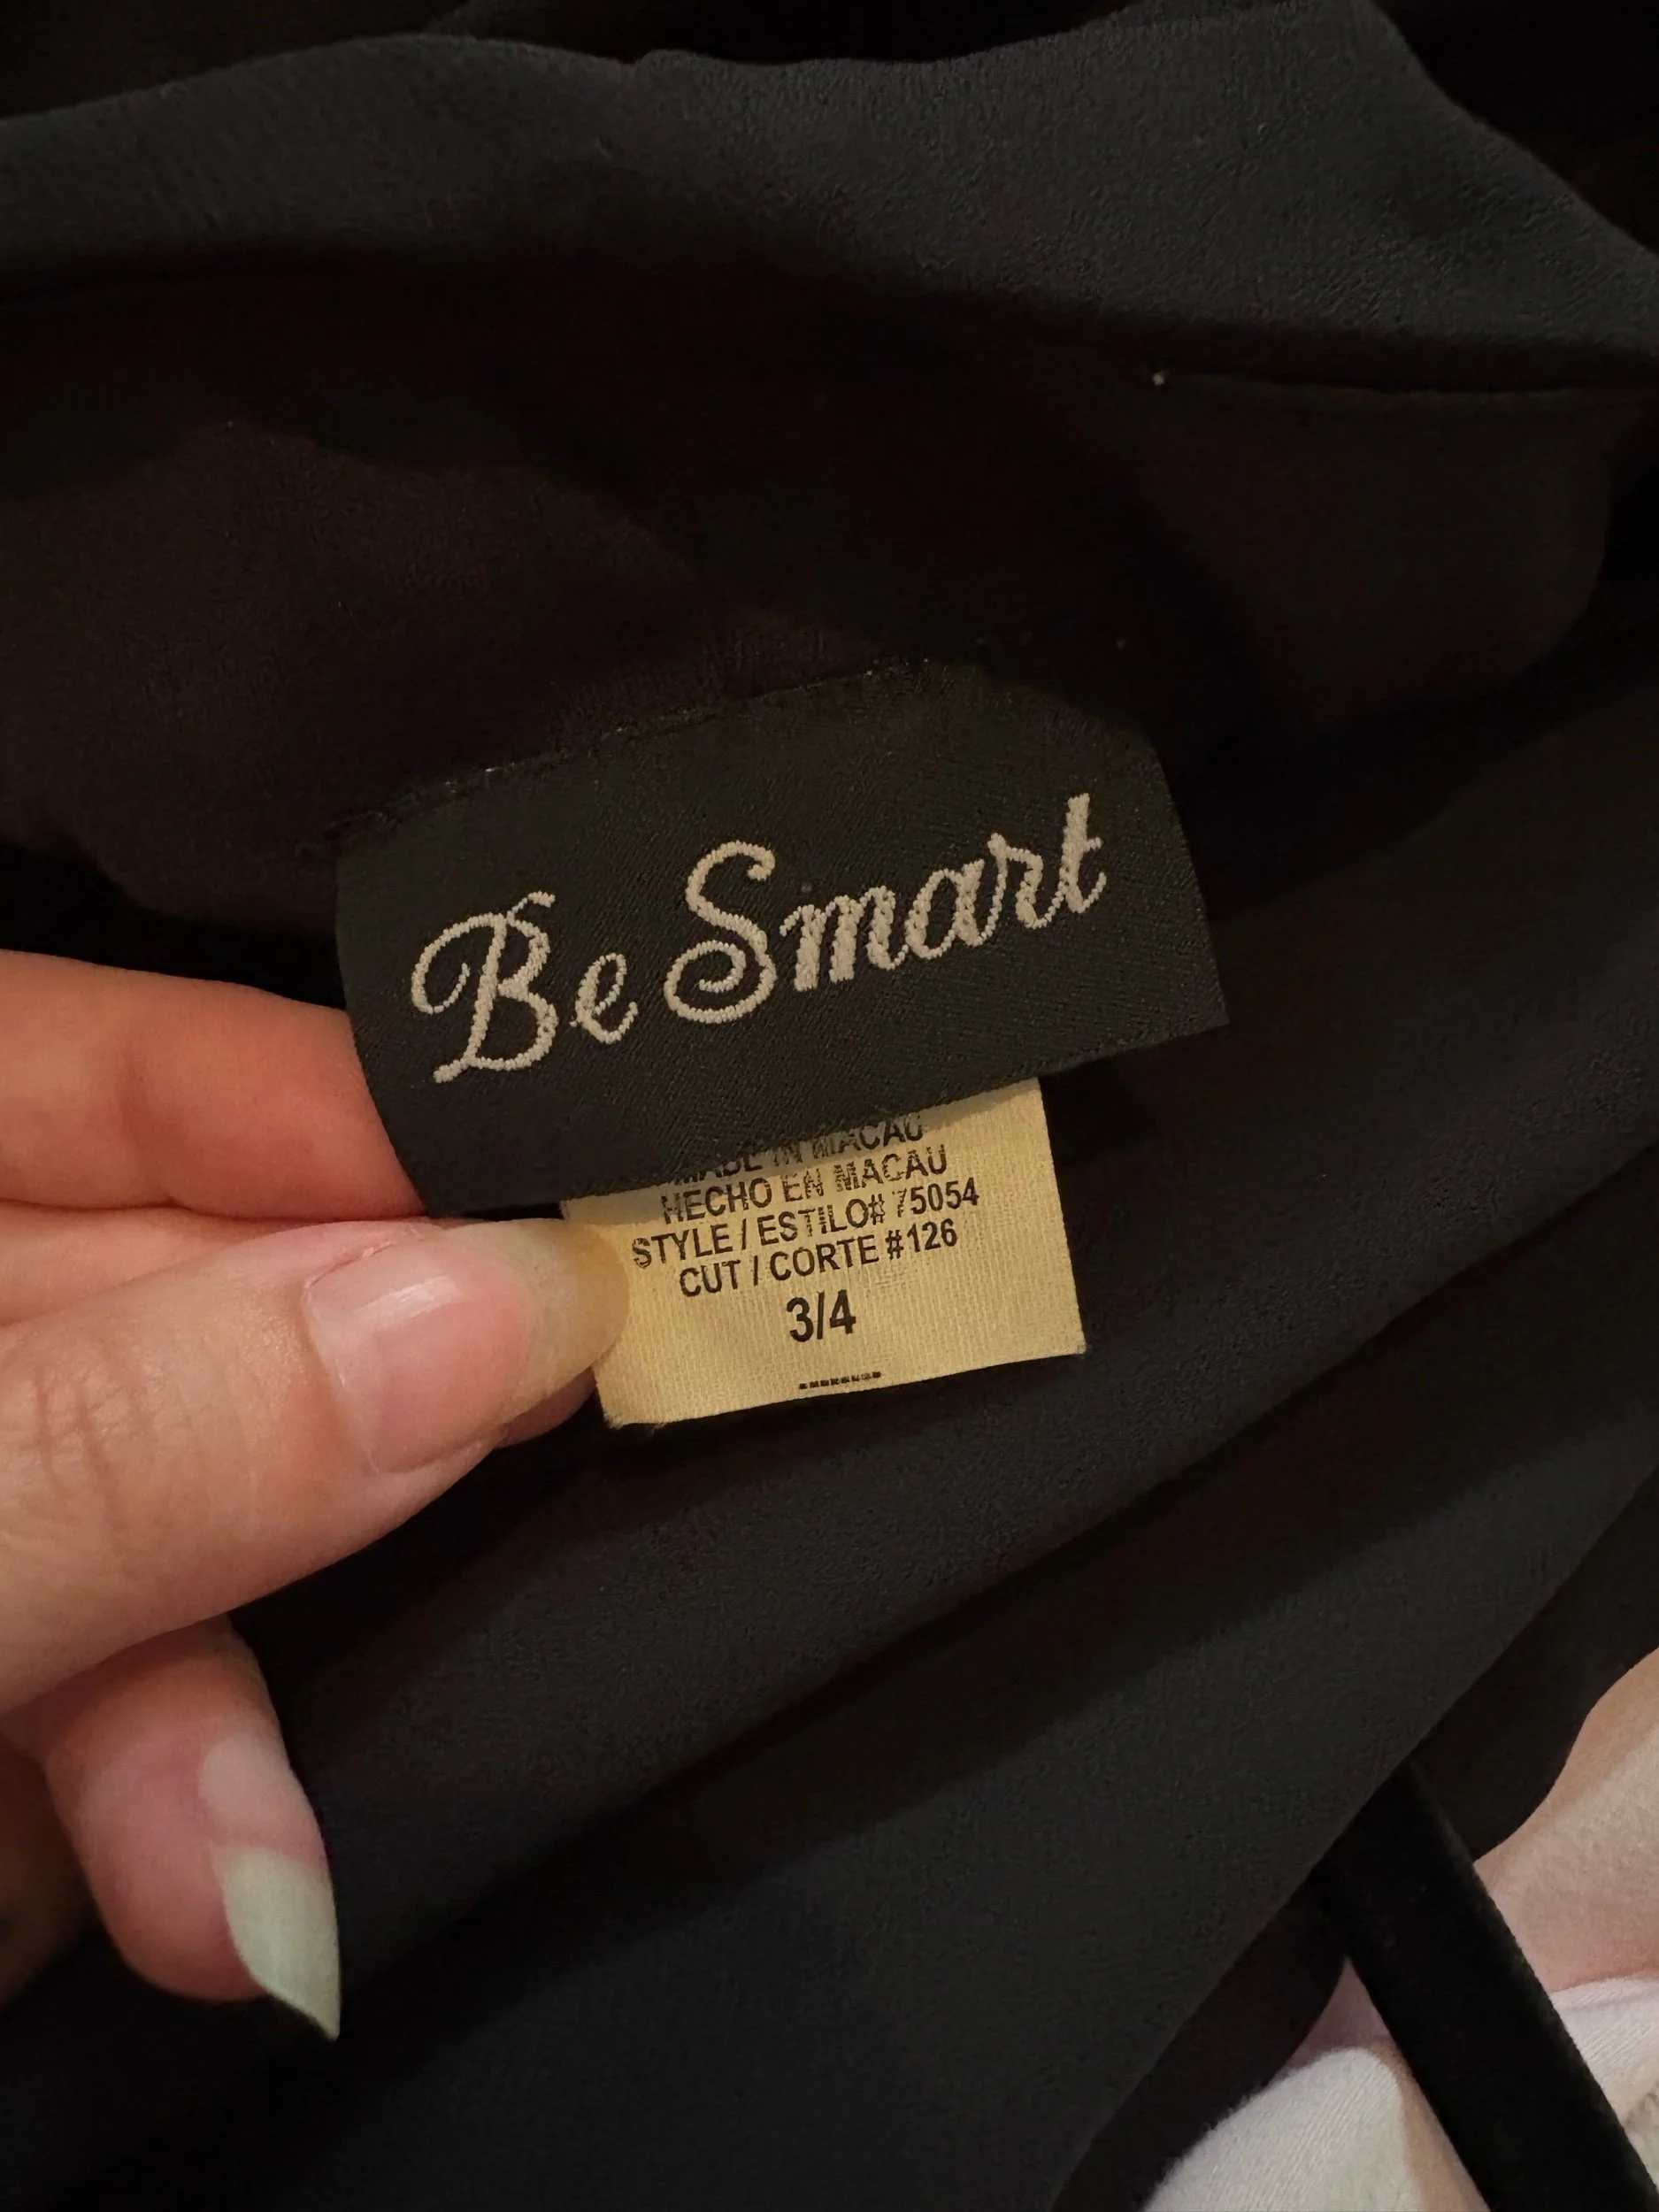 Be Smart
MADE IN MACAU
HECHO EN MACAU
STYLE / ESTILO# 75054
CUT / CORTE #126
3/4